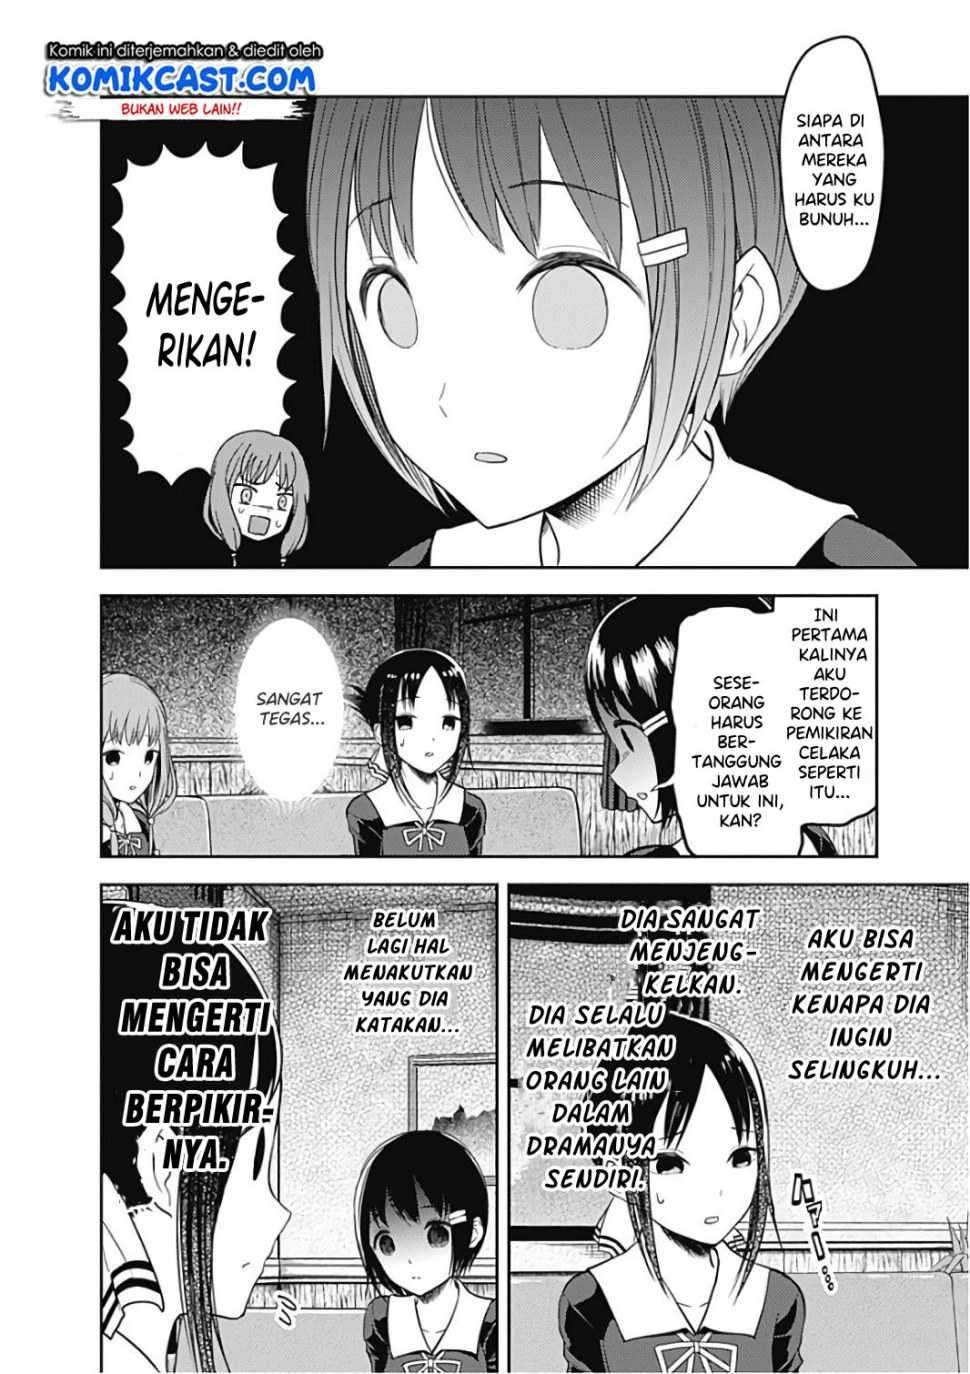 Komik ini diterjemahkan & diedit oleh
KOMIKCAST.COM
BUKAN WEB LAIN!!
SIAPA DI
ANTARA
MEREKA
YANG
HARUS KU
BUNUH...
MENGE-
RIKAN!
INI
PERTAMA
KALINYA
AKU
TERDO-
RONG KE
PEMIKIRAN
CELAKA
SEPERTI
ITU...
SESE-
ORANG
HARUS
BER-
TANGGUNG
JAWAB
UNTUK INI,
KAN?
SANGAT
TEGAS...
AKU BISA
MENGERTI
KENAPA DIA
INGIN
SELINGKUH...
DIA SANGAT
MENJENG-
KELKAN.
DIA SELALU
MELIBATKAN
ORANG LAIN
DALAM
DRAMANYA
SENDIRI.
BELUM
LAGI HAL
MENAKUTKAN
YANG DIA
KATAKAN...
AKU TIDAK
BISA
MENGERTI
CARA
BERPIKIR-
NYA.